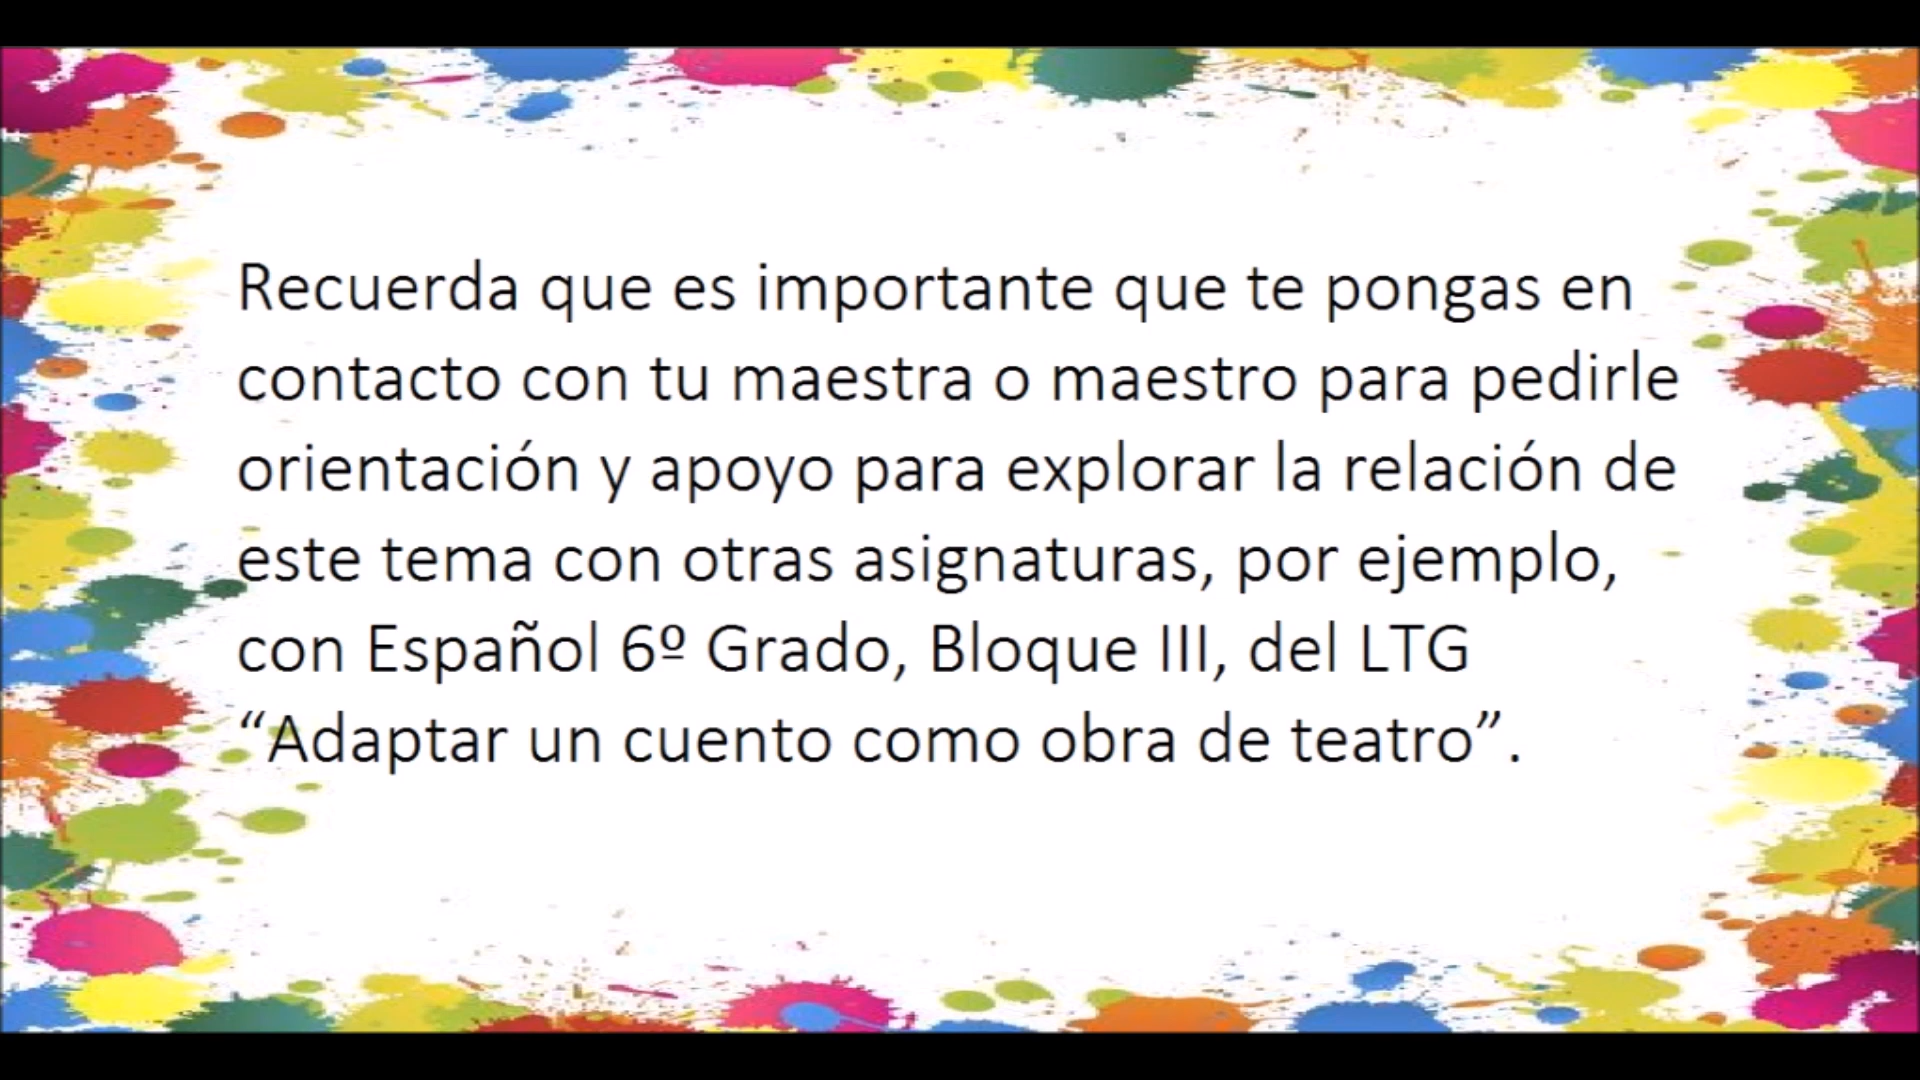 Recuerda que es importante que te pongas en
contacto con tu maestra o maestro para pedirle
orientación y apoyo para explorar la relación de
este tema con otras asignaturas, por ejemplo,
con Español 6º Grado, Bloque III, del LTG
“Adaptar un cuento como obra de teatro”.